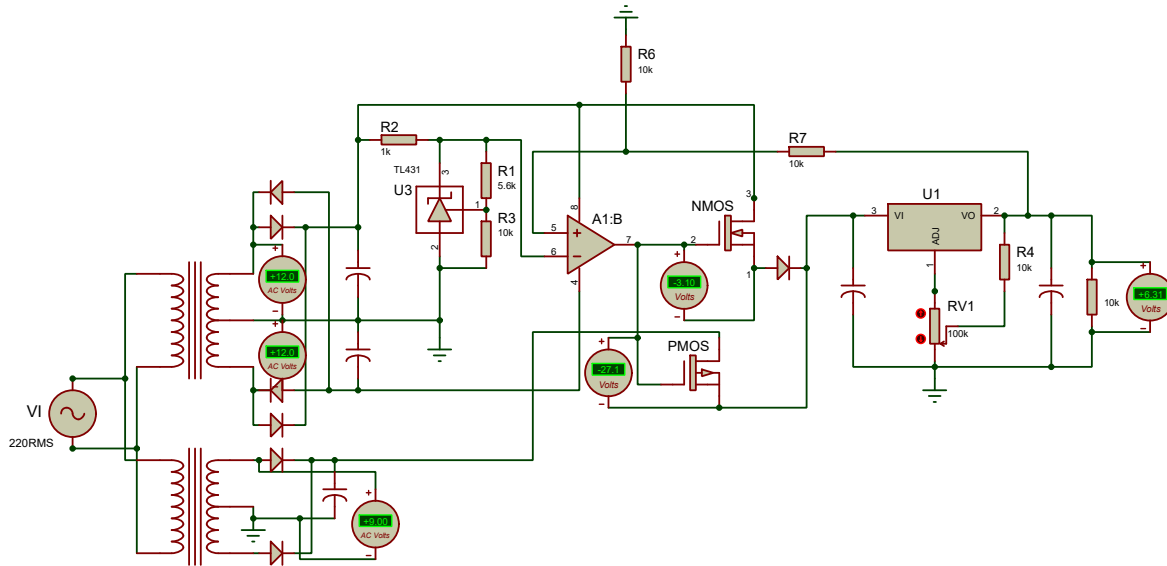 R6
10k
R2
1k
TL431
U3
3
1
2
R1
5.6k
R3
10k
R7
10k
8
A1:B
5
6
7
4
+
−
NMOS
3
2
1
+
-3.10
Volts
−
U1
3
VI
VO
2
ADJ
1
R4
10k
RV1
100k
10k
+
+6.31
Volts
−
+
+12.0
AC Volts
−
+
+12.0
AC Volts
−
PMOS
+
-27.1
Volts
−
VI
220RMS
+
+9.00
AC Volts
−